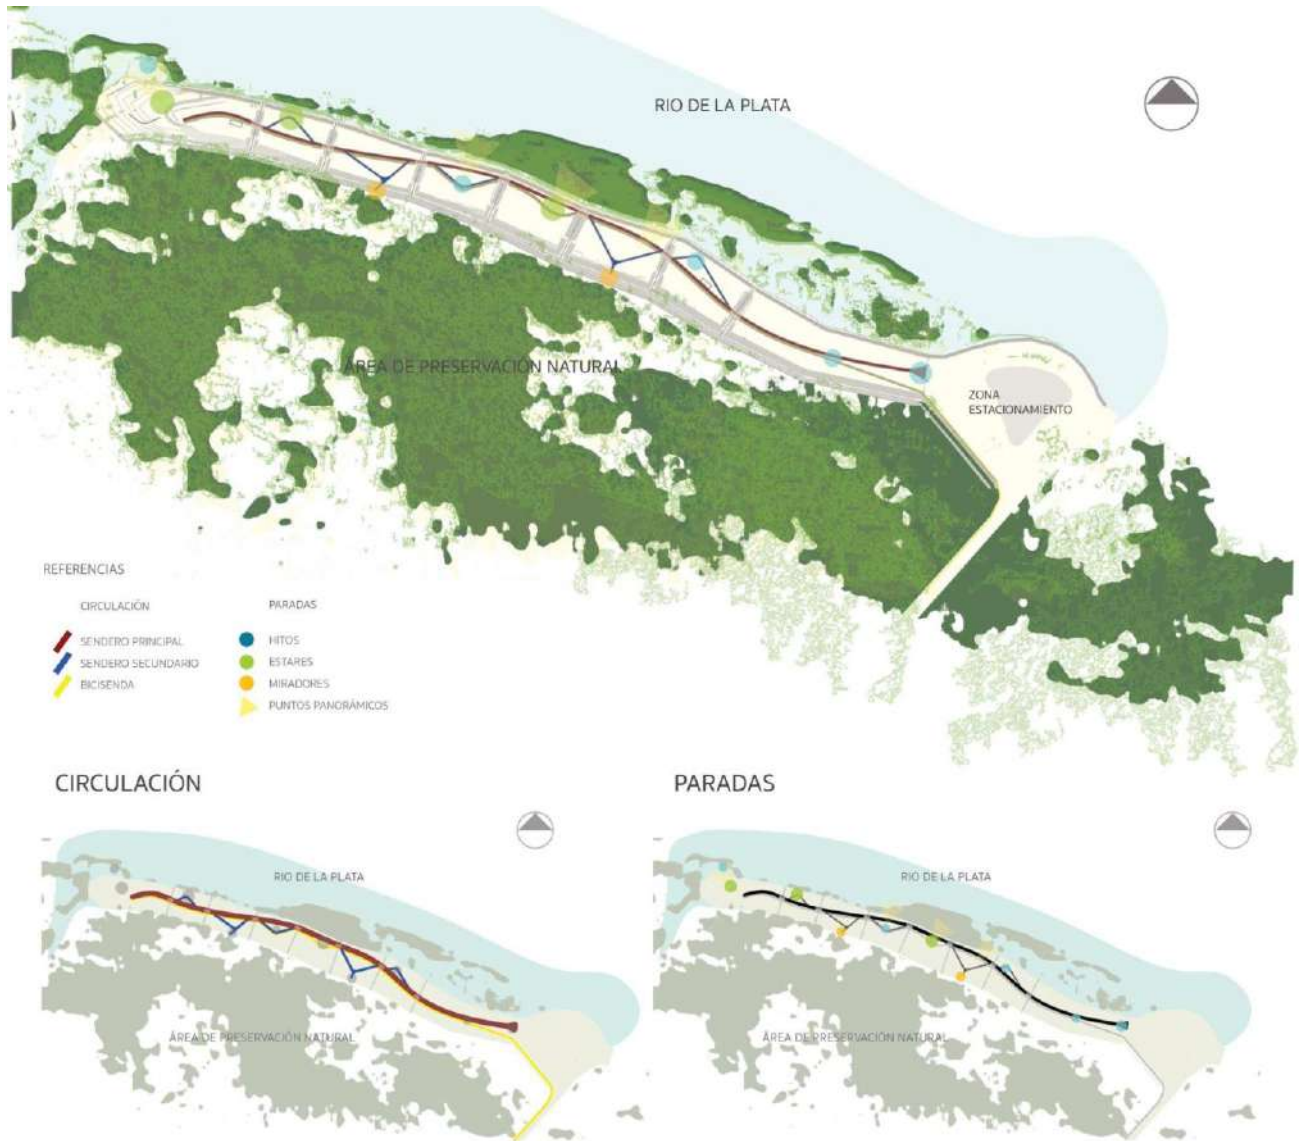 RIO DE LA PLATA
ÁREA DE PRESERVACIÓN NATURAL
ZONA
ESTACIONAMIENTO
REFERENCIAS
CIRCULACIÓN
SENDERO PRINCIPAL
SENDERO SECUNDARIO
BICISENDA
PARADAS
HITOS
ESTARES
MIRADORES
PUNTOS PANORÁMICOS
CIRCULACIÓN
RIO DE LA PLATA
ÁREA DE PRESERVACIÓN NATURAL
PARADAS
RIO DE LA PLATA
ÁREA DE PRESERVACIÓN NATURAL